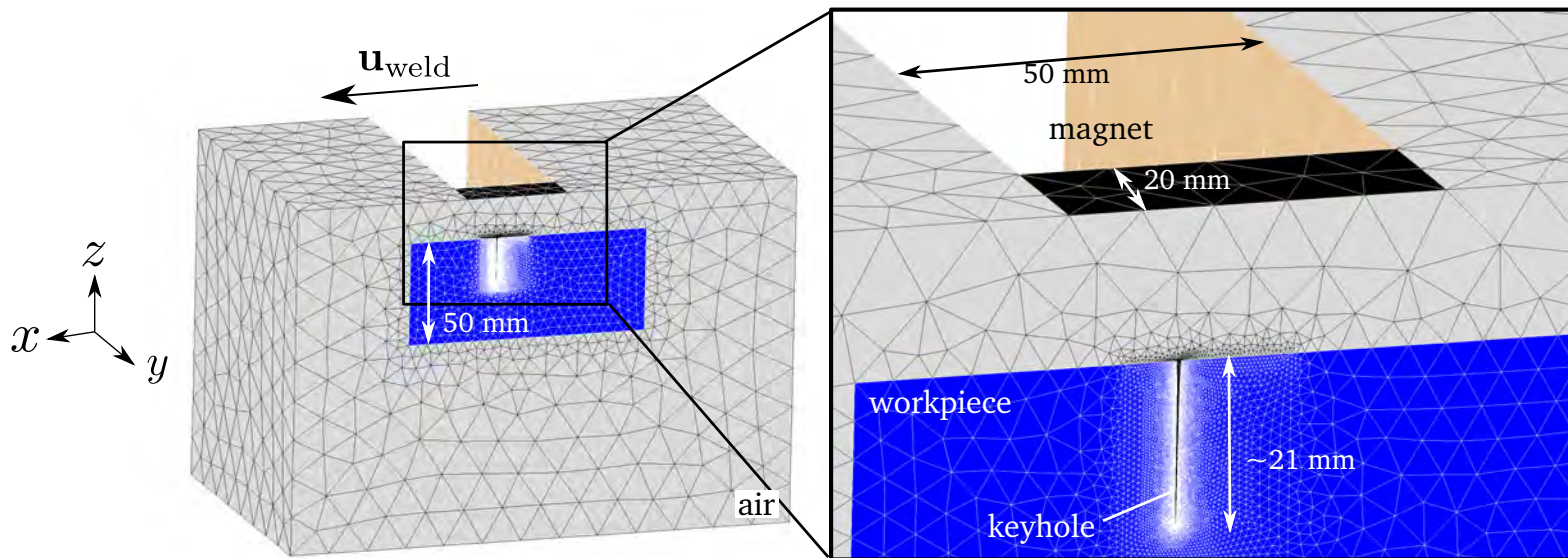 u_weld
50 mm
magnet
20 mm
z
x
y
50 mm
air
workpiece
~21 mm
keyhole